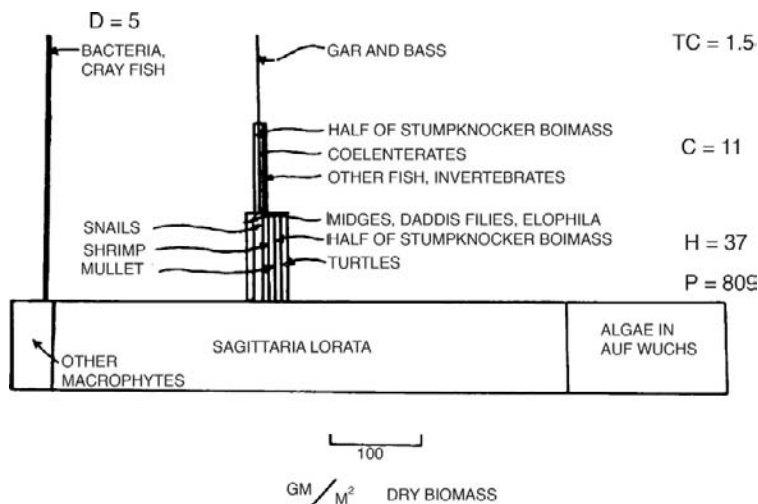 D = 5
BACTERIA,
CRAY FISH
GAR AND BASS
TC = 1.5
HALF OF STUMPKNOCKER BOIMASS
COELENTERATES
OTHER FISH, INVERTEBRATES
C = 11
SNAILS
SHRIMP
MULLET
MIDGES, DADDIS FILIES, ELOPHILA
HALF OF STUMPKNOCKER BOIMASS
TURTLES
H = 37
P = 809
OTHER
MACROPHYTES
SAGITTARIA LORATA
ALGAE IN
AUF WUCHS
100
GM/M² DRY BIOMASS